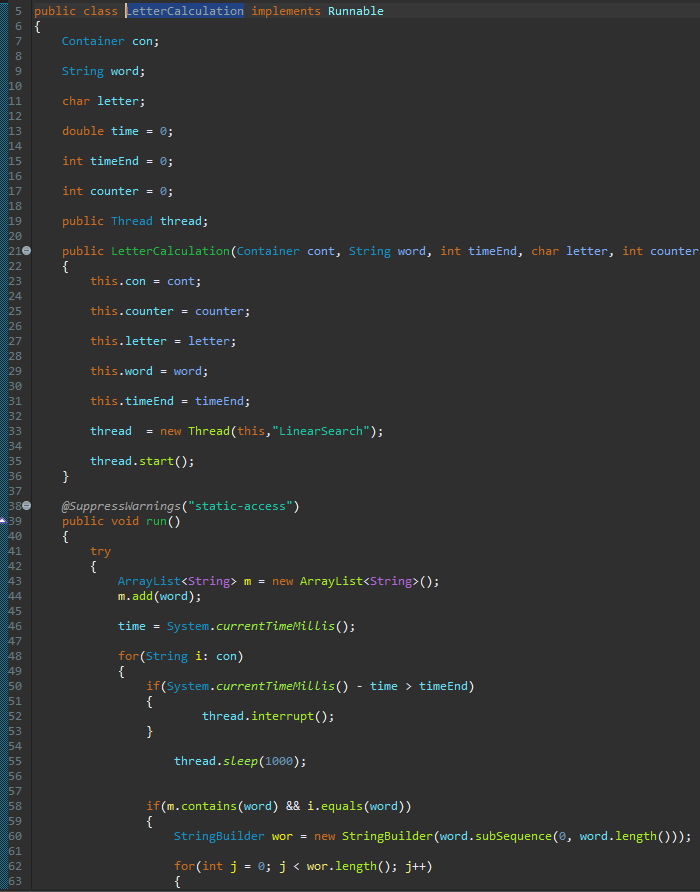 5 public class LetterCalculation implements Runnable
6 {
7 Container con;
8
9 String word;
10
11 char letter;
12
13 double time = 0;
14
15 int timeEnd = 0;
16
17 int counter = 0;
18
19 public Thread thread;
20
21 public LetterCalculation(Container cont, String word, int timeEnd, char letter, int counter
22 {
23 this.con = cont;
24
25 this.counter = counter;
26
27 this.letter = letter;
28
29 this.word = word;
30
31 this.timeEnd = timeEnd;
32
33 thread = new Thread(this,"LinearSearch");
34
35 thread.start();
36 }
37
38 @SuppressWarnings("static-access")
39 public void run()
40 {
41 try
42 {
43 ArrayList<String> m = new ArrayList<String>();
44 m.add(word);
45
46 time = System.currentTimeMillis();
47
48 for(String i: con)
49 {
50 if(System.currentTimeMillis() - time > timeEnd)
51 {
52 thread.interrupt();
53 }
54
55 thread.sleep(1000);
56
57
58 if(m.contains(word) && i.equals(word))
59 {
60 StringBuilder wor = new StringBuilder(word.subSequence(0, word.length()));
61
62 for(int j = 0; j < wor.length(); j++)
63 {